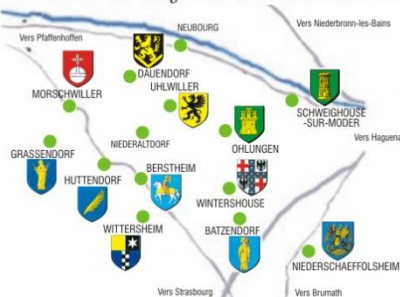 Vers Niederbronn-les-Bains
NEUBOURG
Vers Pfaffenhoffen
DAUENDORF
UHLWILLER
MORSCHWILLER
SCHWEIGHOUSE
-SUR-MODER
NIEDERALTDORF
OHLUNGEN
Vers Haguena
GRASSENDORF
BERSTHEIM
HUTTENDORF
WINTERSHOUSE
WITTERSHEIM
BATZENDORF
NIEDERSCHAEFFOLSHEIM
Vers Strasbourg
Vers Brumath